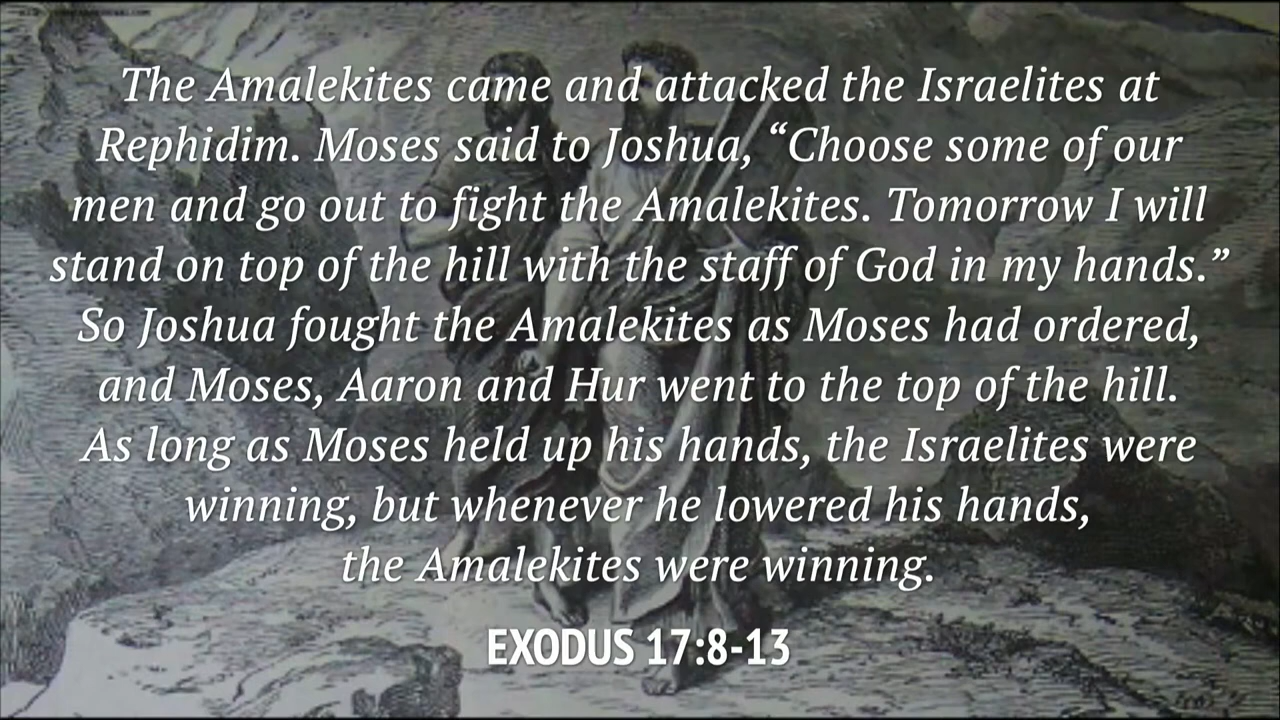 The Amalekites came and attacked the Israelites at
Rephidim. Moses said to Joshua, “Choose some of our
men and go out to fight the Amalekites. Tomorrow I will
stand on top of the hill with the staff of God in my hands.”
So Joshua fought the Amalekites as Moses had ordered,
and Moses, Aaron and Hur went to the top of the hill.
As long as Moses held up his hands, the Israelites were
winning, but whenever he lowered his hands,
the Amalekites were winning.
EXODUS 17:8-13